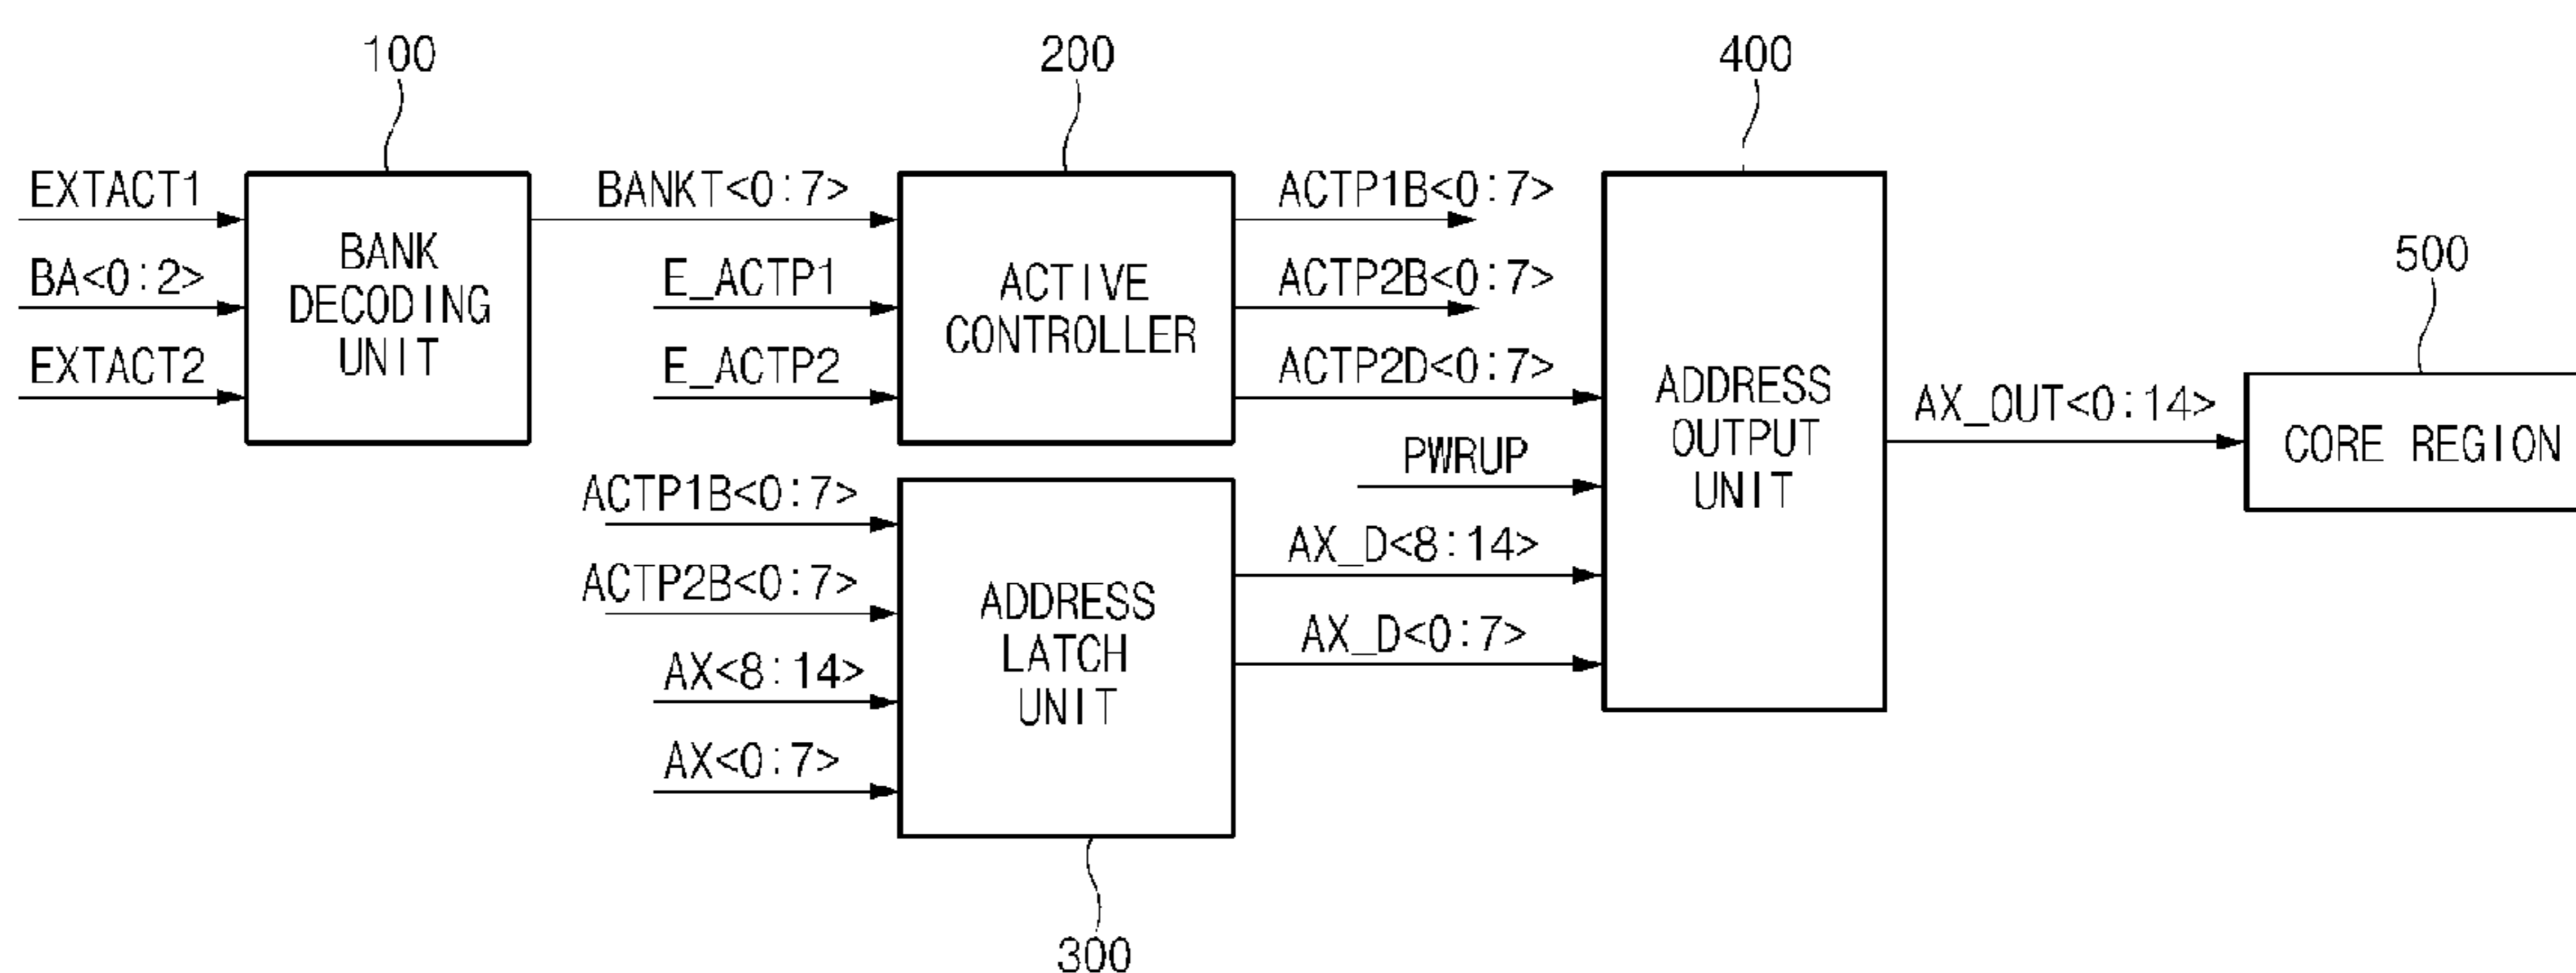 100
200
400
500
EXTACT1
BA<0:2>
EXTACT2
BANK
DECODING
UNIT
BANKT<0:7>
E_ACTP1
E_ACTP2
ACTIVE
CONTROLLER
ACTP1B<0:7>
ACTP2B<0:7>
ACTP2D<0:7>
PWRUP
ACTP1B<0:7>
ACTP2B<0:7>
AX<8:14>
AX<0:7>
ADDRESS
LATCH
UNIT
300
AX_D<8:14>
AX_D<0:7>
ADDRESS
OUTPUT
UNIT
AX_OUT<0:14>
CORE REGION